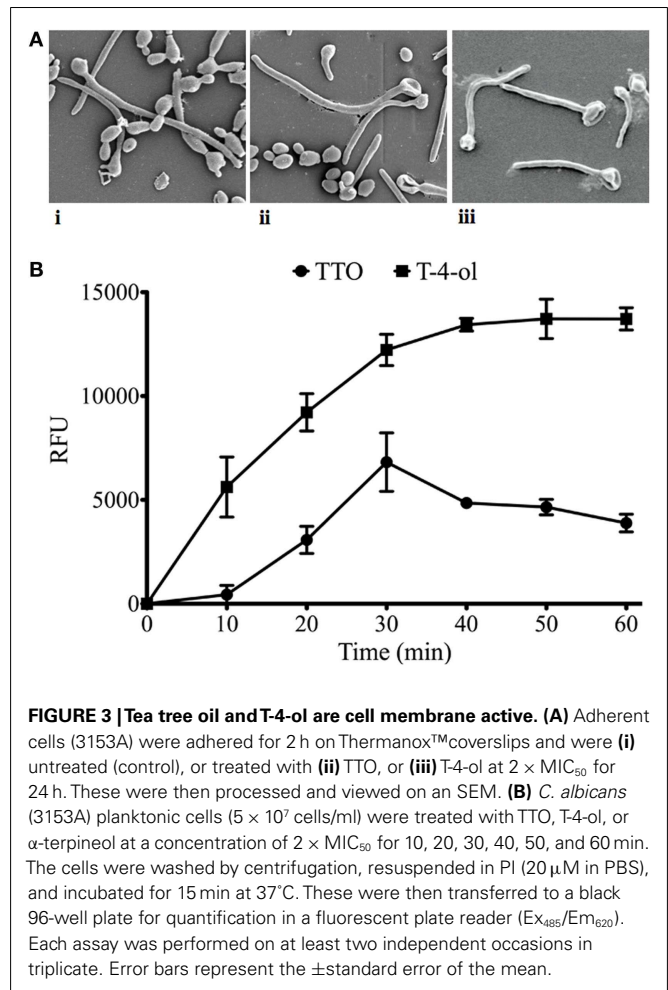 A
i ii iii
B
TTO T-4-ol
15000
10000
RFU
5000
0
0 10 20 30 40 50 60
Time (min)
FIGURE 3 | Tea tree oil and T-4-ol are cell membrane active. (A) Adherent
cells (3153A) were adhered for 2 h on Thermanox™coverslips and were (i)
untreated (control), or treated with (ii) TTO, or (iii) T-4-ol at 2 × MIC₅₀ for
24 h. These were then processed and viewed on an SEM. (B) C. albicans
(3153A) planktonic cells (5 × 10⁷ cells/ml) were treated with TTO, T-4-ol, or
α-terpineol at a concentration of 2 × MIC₅₀ for 10, 20, 30, 40, 50, and 60 min.
The cells were washed by centrifugation, resuspended in PI (20 μM in PBS),
and incubated for 15 min at 37˚C. These were then transferred to a black
96-well plate for quantification in a fluorescent plate reader (Ex₄₈₅/Em₆₂₀).
Each assay was performed on at least two independent occasions in
triplicate. Error bars represent the ±standard error of the mean.